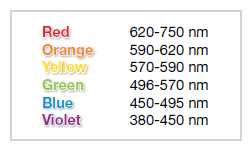 Red 620-750 nm
Orange 590-620 nm
Yellow 570-590 nm
Green 496-570 nm
Blue 450-495 nm
Violet 380-450 nm